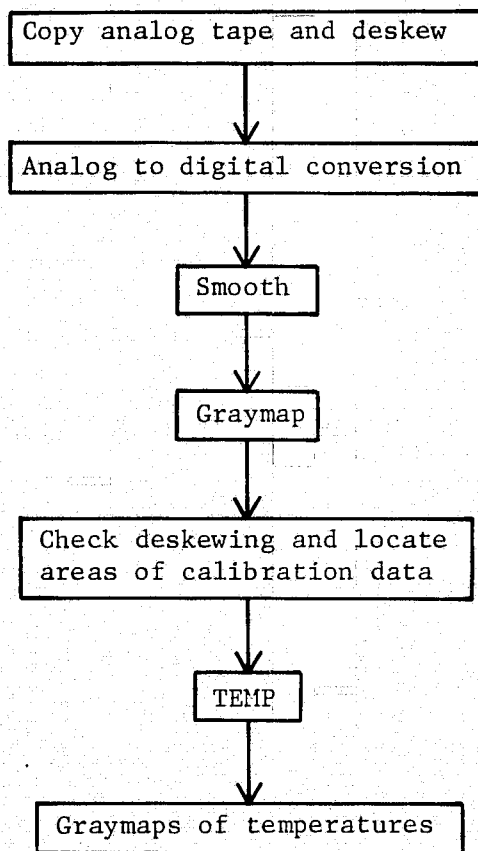 Copy analog tape and deskew
Analog to digital conversion
Smooth
Graymap
Check deskewing and locate
areas of calibration data
TEMP
Graymaps of temperatures